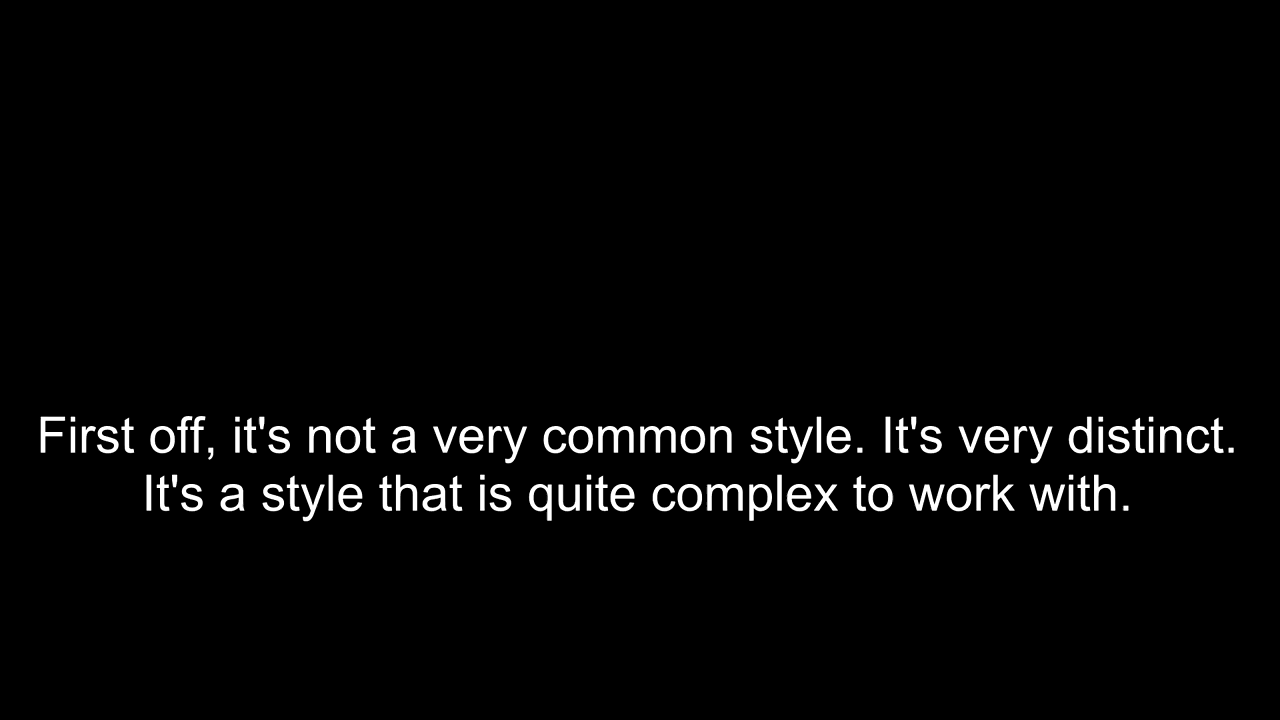 First off, it's not a very common style. It's very distinct.
It's a style that is quite complex to work with.